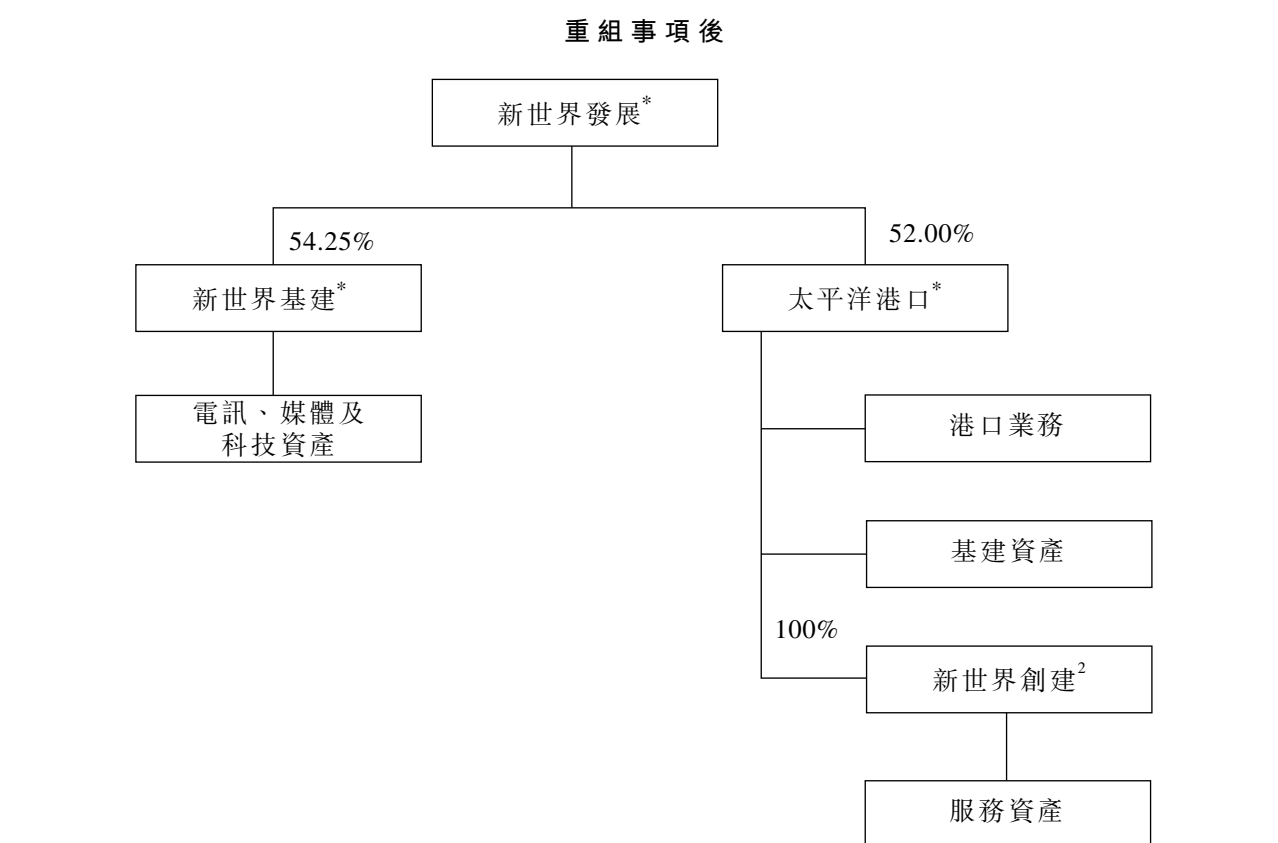 重組事項後
新世界發展*
54.25%
52.00%
新世界基建*
太平洋港口*
電訊、媒體及
科技資產
港口業務
基建資產
100%
新世界創建2
服務資產